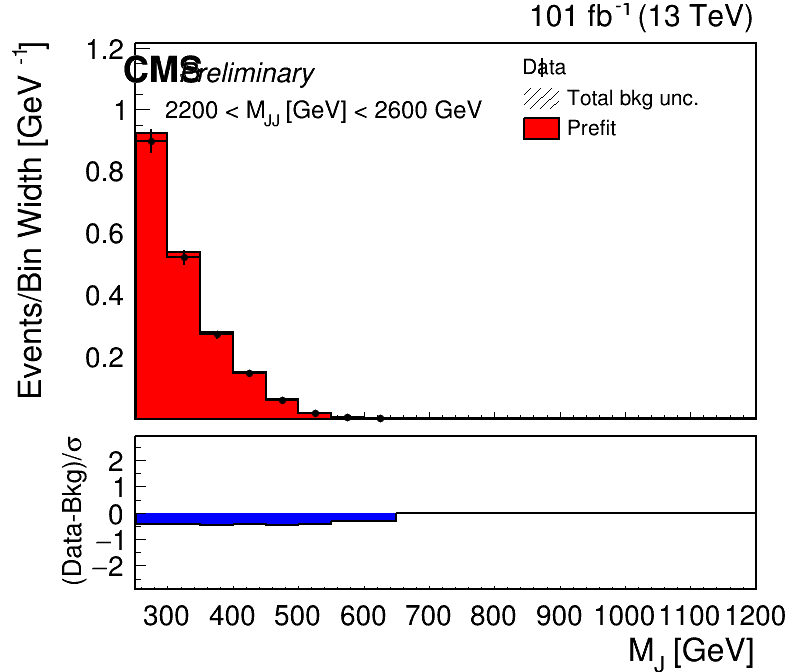 101 fb-1 (13 TeV)
CMS Preliminary
Data
Total bkg unc.
Prefit
2200 < MJJ [GeV] < 2600 GeV
Events/Bin Width [GeV-1]
1.2
1
0.8
0.6
0.4
0.2
(Data-Bkg)/σ
2
1
0
−1
−2
300 400 500 600 700 800 900 1000 1100 1200
MJ [GeV]